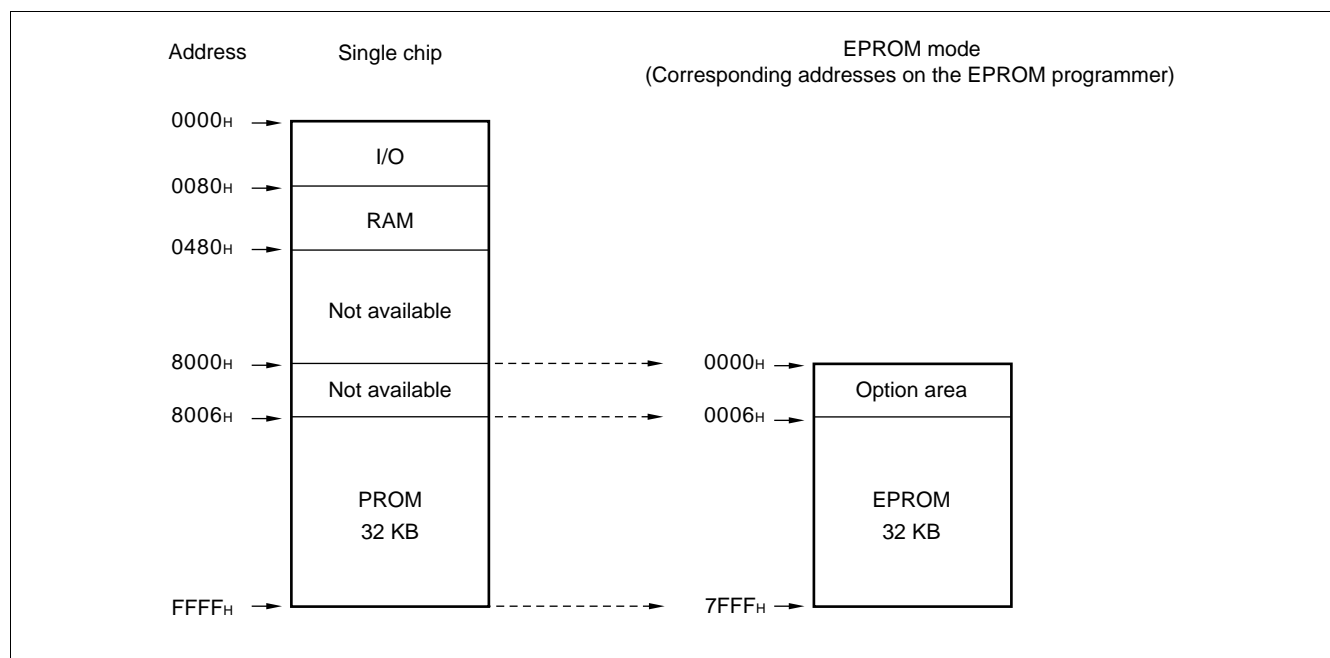 Address
Single chip
EPROM mode
(Corresponding addresses on the EPROM programmer)
0000H
I/O
0080H
RAM
0480H
Not available
8000H
0000H
Not available
Option area
8006H
0006H
PROM
32 KB
EPROM
32 KB
FFFFH
7FFFH